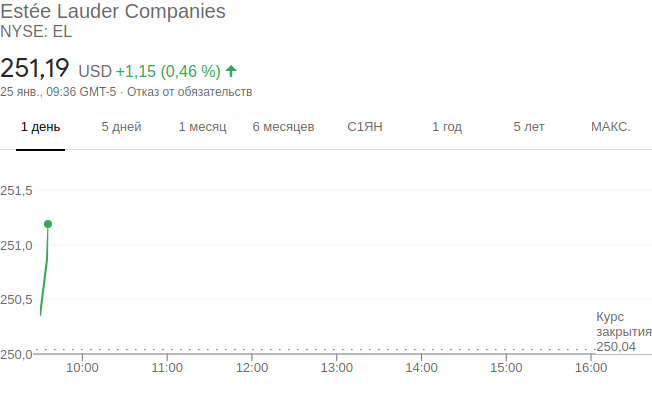 Estée Lauder Companies
NYSE: EL
251,19 USD +1,15 (0,46 %)
25 янв., 09:36 GMT-5 · Отказ от обязательств
1 день 5 дней 1 месяц 6 месяцев С1ЯН 1 год 5 лет МАКС.
251,5
251,0
250,5
250,0
Курс
закрытия
250,04
10:00 11:00 12:00 13:00 14:00 15:00 16:00